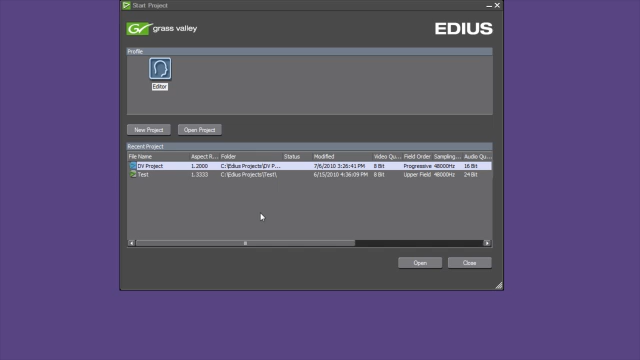 Start Project
grass valley
EDIUS
Profile
Editor
New Project Open Project
Recent Project
File Name Aspect R... Folder Status Modified Video Qu... Field Order Sampling... Audio Qu...
DV Project 1.2000 C:\Edius Projects\DV P... 7/6/2010 3:26:41 PM 8 Bit Progressive 48000Hz 16 Bit
Test 1.3333 C:\Edius Projects\Test\ 6/15/2010 4:36:09 PM 8 Bit Upper Field 48000Hz 24 Bit
Open Close